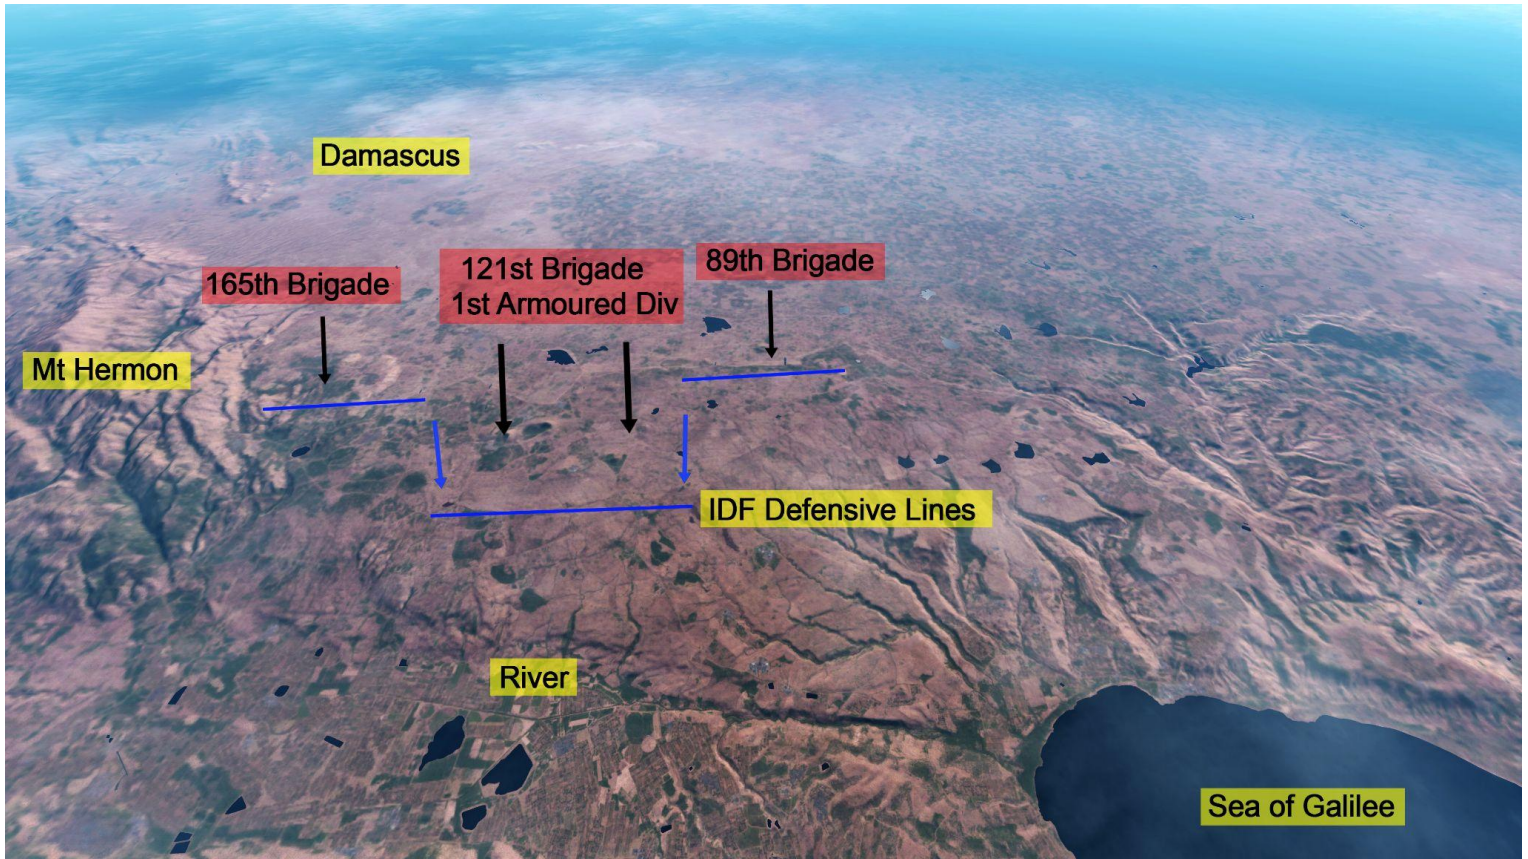 Damascus
165th Brigade
121st Brigade
1st Armoured Div
89th Brigade
Mt Hermon
IDF Defensive Lines
River
Sea of Galilee